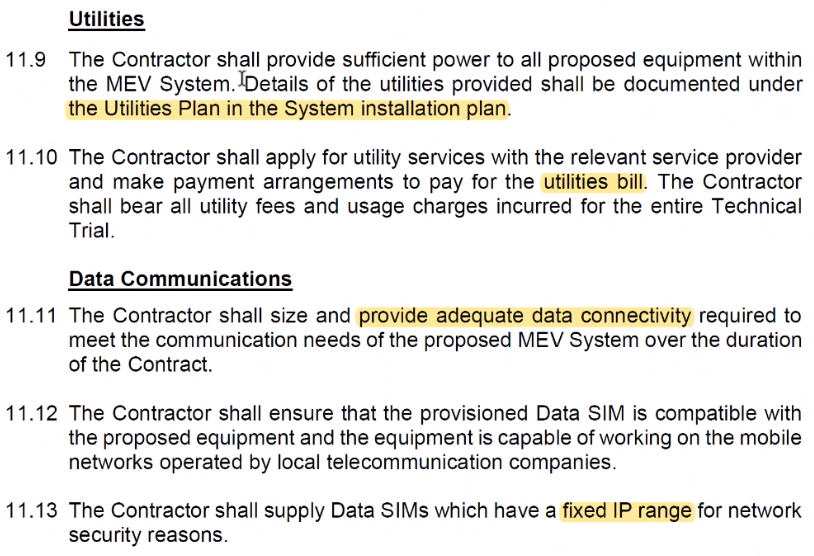 Utilities
11.9 The Contractor shall provide sufficient power to all proposed equipment within
the MEV System. Details of the utilities provided shall be documented under
the Utilities Plan in the System installation plan.
11.10 The Contractor shall apply for utility services with the relevant service provider
and make payment arrangements to pay for the utilities bill. The Contractor
shall bear all utility fees and usage charges incurred for the entire Technical
Trial.
Data Communications
11.11 The Contractor shall size and provide adequate data connectivity required to
meet the communication needs of the proposed MEV System over the duration
of the Contract.
11.12 The Contractor shall ensure that the provisioned Data SIM is compatible with
the proposed equipment and the equipment is capable of working on the mobile
networks operated by local telecommunication companies.
11.13 The Contractor shall supply Data SIMs which have a fixed IP range for network
security reasons.